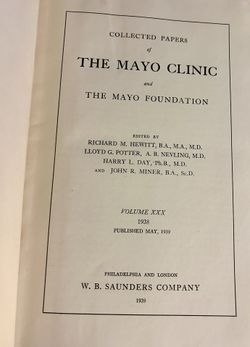 COLLECTED PAPERS
of
THE MAYO CLINIC
and
THE MAYO FOUNDATION
EDITED BY
RICHARD M. HEWITT, B.A., M.A., M.D.
LLOYD G. POTTER, A. B. NEVLING, M.D.
HARRY L. DAY, Ph.B., M.D.
AND JOHN R. MINER, B.A., Sc.D.
VOLUME XXX
1938
PUBLISHED MAY, 1939
PHILADELPHIA AND LONDON
W. B. SAUNDERS COMPANY
1939